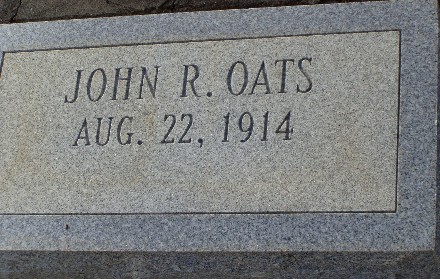 JOHN R. OATS
AUG. 22, 1914